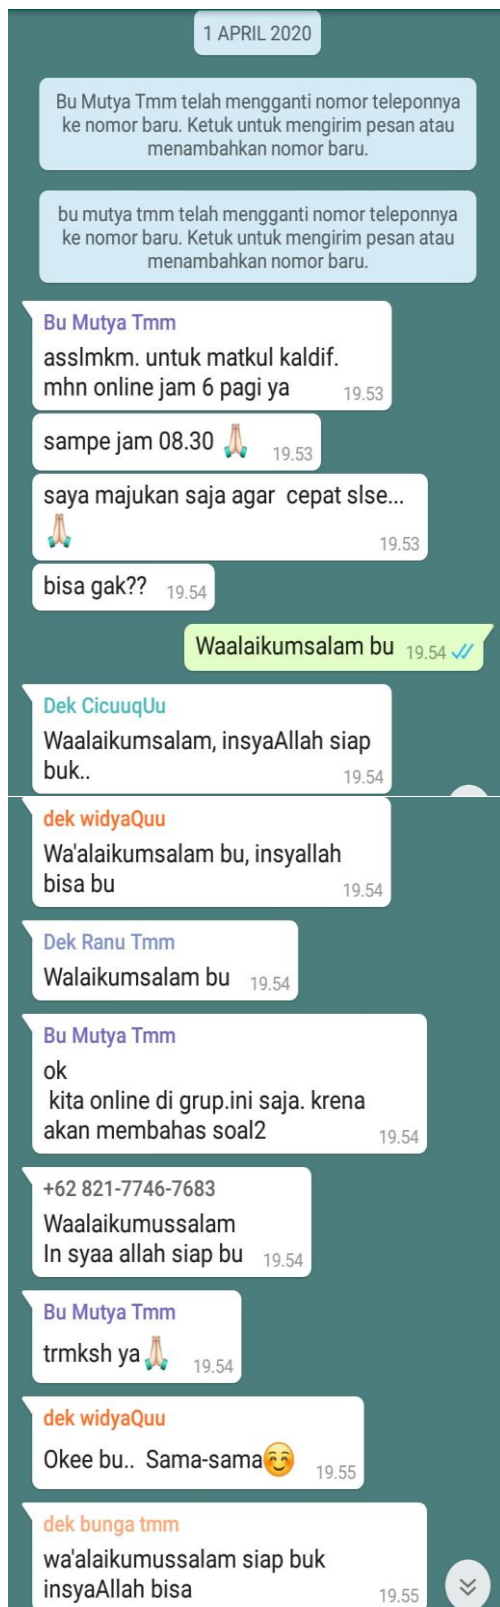 1 APRIL 2020
Bu Mutya Tmm telah mengganti nomor teleponnya
ke nomor baru. Ketuk untuk mengirim pesan atau
menambahkan nomor baru.
bu mutya tmm telah mengganti nomor teleponnya
ke nomor baru. Ketuk untuk mengirim pesan atau
menambahkan nomor baru.
Bu Mutya Tmm
asslmkm. untuk matkul kaldif.
mhn online jam 6 pagi ya 19.53
sampe jam 08.30 🙏🏻 19.53
saya majukan saja agar cepat slse...
🙏🏻 19.53
bisa gak?? 19.54
Waalaikumsalam bu 19.54
Dek CicuuqUu
Waalaikumsalam, insyaAllah siap
buk.. 19.54
dek widyaQuu
Wa'alaikumsalam bu, insyallah
bisa bu 19.54
Dek Ranu Tmm
Walaikumsalam bu 19.54
Bu Mutya Tmm
ok
kita online di grup.ini saja. krena
akan membahas soal2 19.54
+62 821-7746-7683
Waalaikumussalam
In syaa allah siap bu 19.54
Bu Mutya Tmm
trmksh ya 🙏🏻 19.54
dek widyaQuu
Okee bu.. Sama-sama☺️ 19.55
dek bunga tmm
wa'alaikumussalam siap buk
insyaAllah bisa 19.55